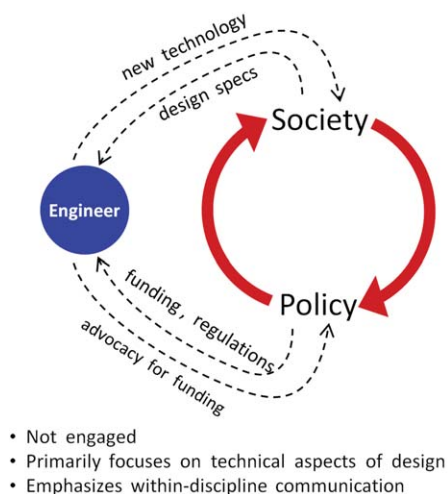 new technology
design specs
Society
Engineer
Policy
funding, regulations
advocacy for funding
• Not engaged
• Primarily focuses on technical aspects of design
• Emphasizes within-discipline communication